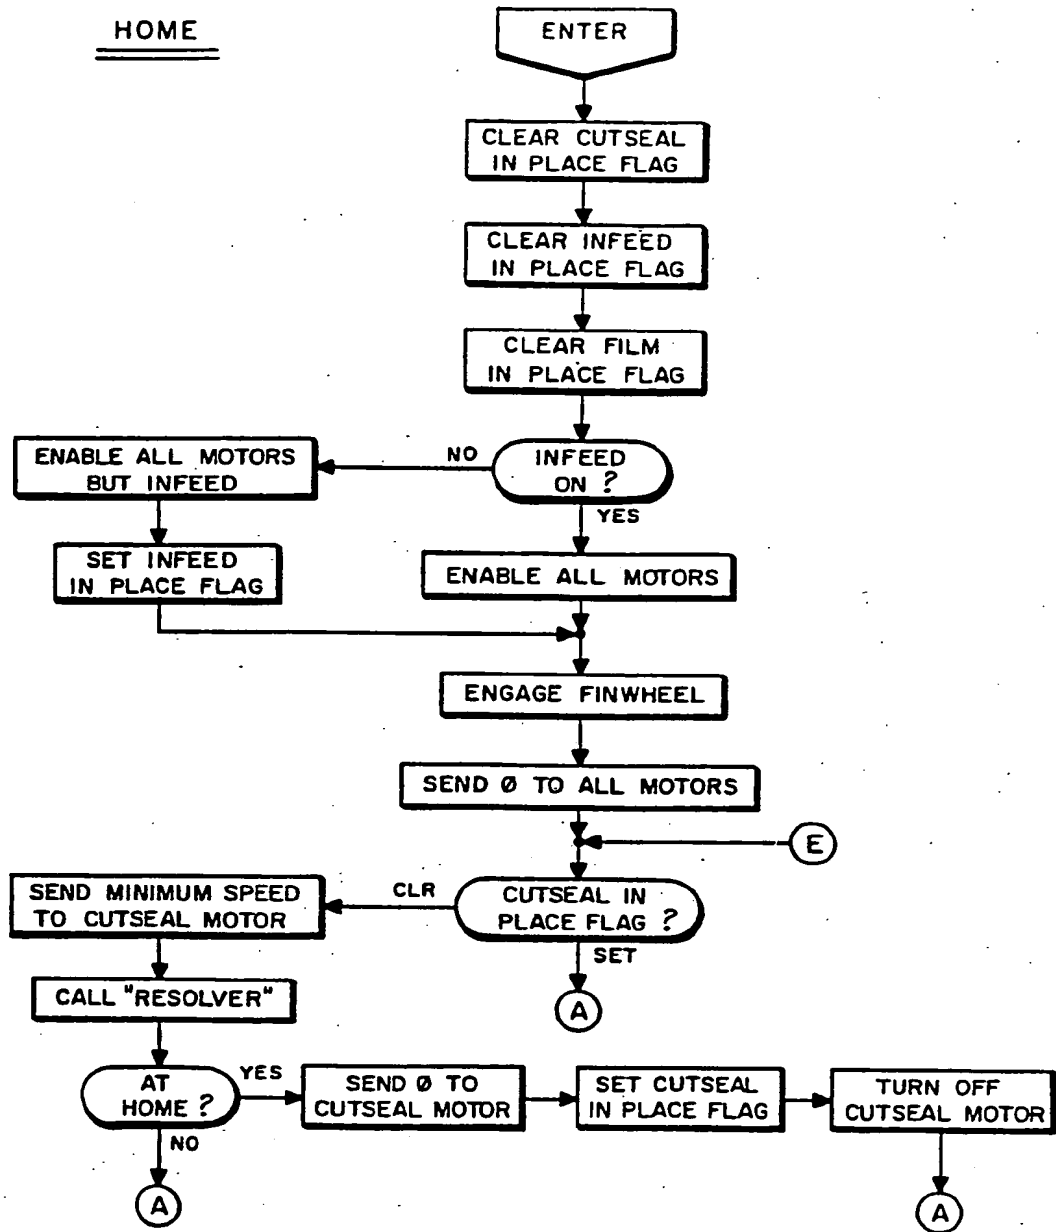 HOME
ENTER
CLEAR CUTSEAL
IN PLACE FLAG
CLEAR INFEED
IN PLACE FLAG
CLEAR FILM
IN PLACE FLAG
INFEED
ON ?
NO
YES
ENABLE ALL MOTORS
BUT INFEED
SET INFEED
IN PLACE FLAG
ENABLE ALL MOTORS
ENGAGE FINWHEEL
SEND Ø TO ALL MOTORS
E
CUTSEAL IN
PLACE FLAG ?
CLR
SET
A
SEND MINIMUM SPEED
TO CUTSEAL MOTOR
CALL "RESOLVER"
AT
HOME ?
YES
NO
SEND Ø TO
CUTSEAL MOTOR
SET CUTSEAL
IN PLACE FLAG
TURN OFF
CUTSEAL MOTOR
A
A